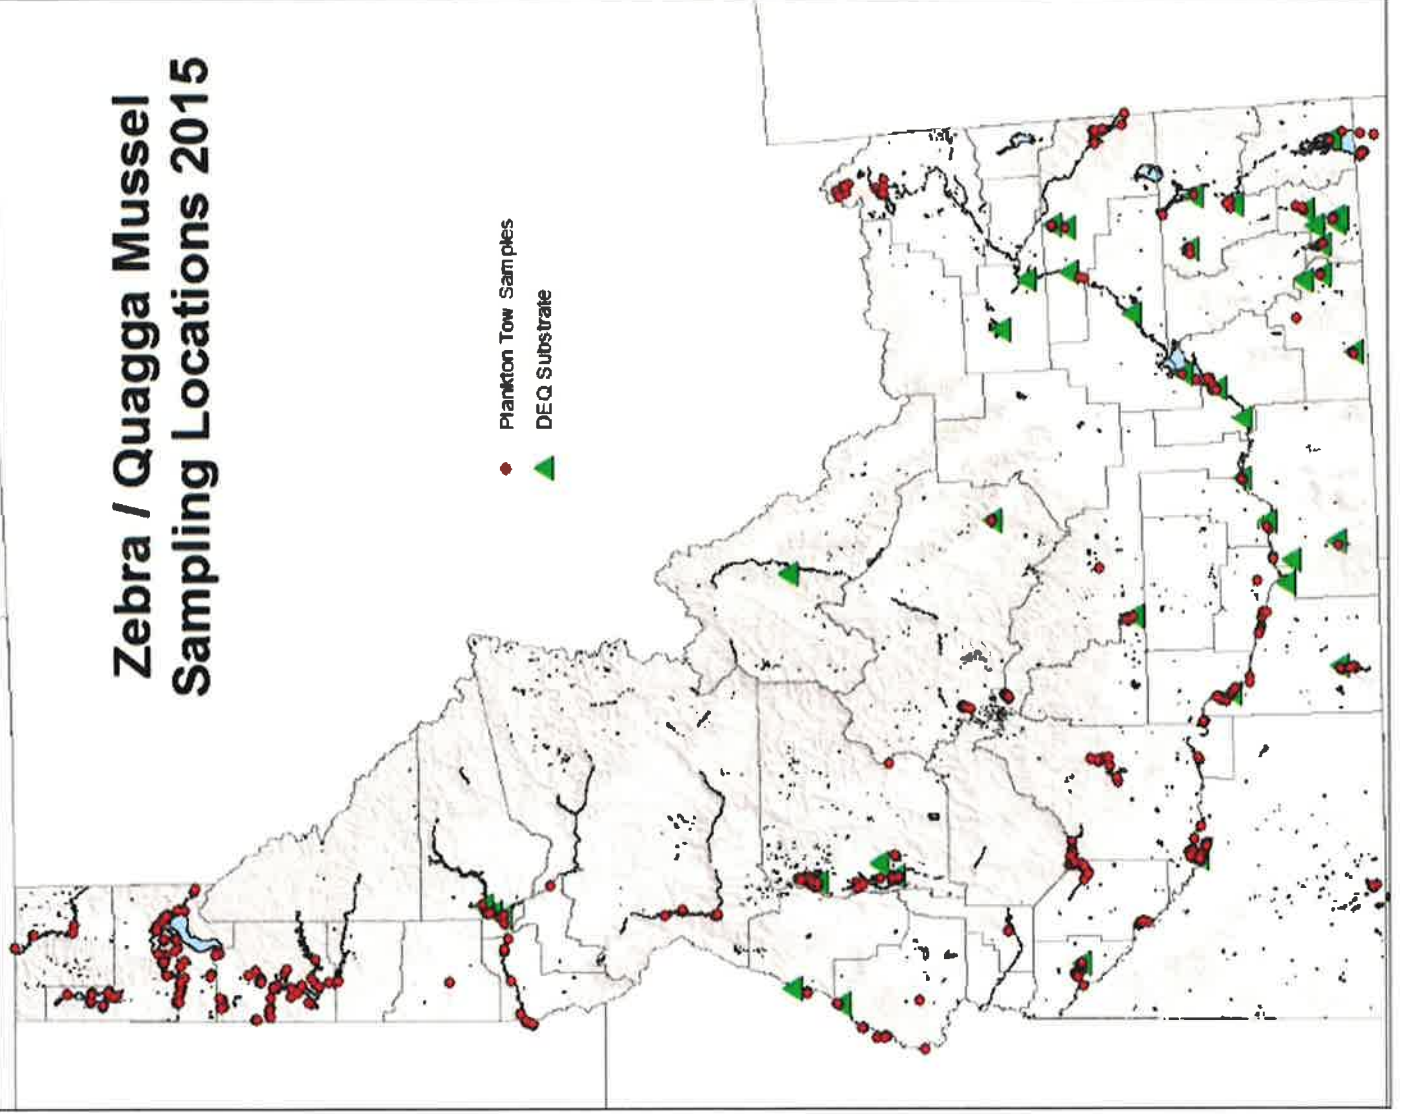 Zebra / Quagga Mussel
Sampling Locations 2015
Plankton Tow Samples
DEQ Substrate